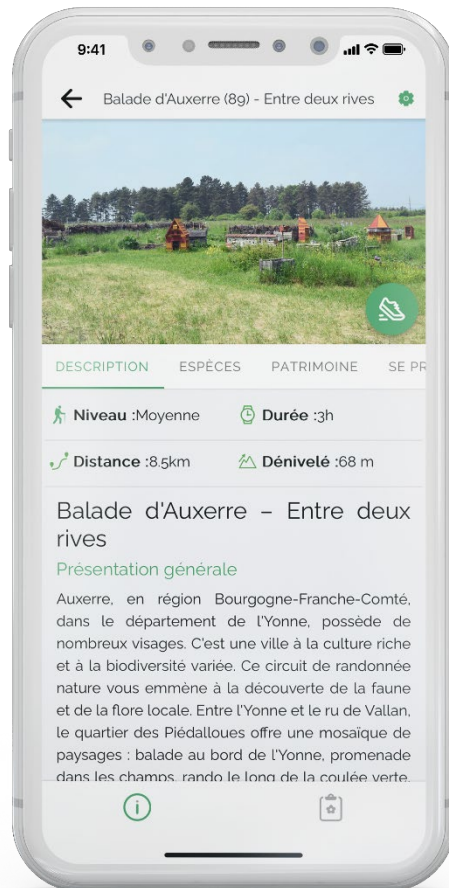 9:41
Balade d'Auxerre (89) - Entre deux rives
DESCRIPTION ESPÈCES PATRIMOINE SE PR
Niveau :Moyenne Durée :3h
Distance :8.5km Dénivelé :68 m
Balade d'Auxerre – Entre deux
rives
Présentation générale
Auxerre, en région Bourgogne-Franche-Comté,
dans le département de l'Yonne, possède de
nombreux visages. C'est une ville à la culture riche
et à la biodiversité variée. Ce circuit de randonnée
nature vous emmène à la découverte de la faune
et de la flore locale. Entre l'Yonne et le ru de Vallan,
le quartier des Piédalloues offre une mosaïque de
paysages : balade au bord de l'Yonne, promenade
dans les champs, rando le long de la coulée verte,